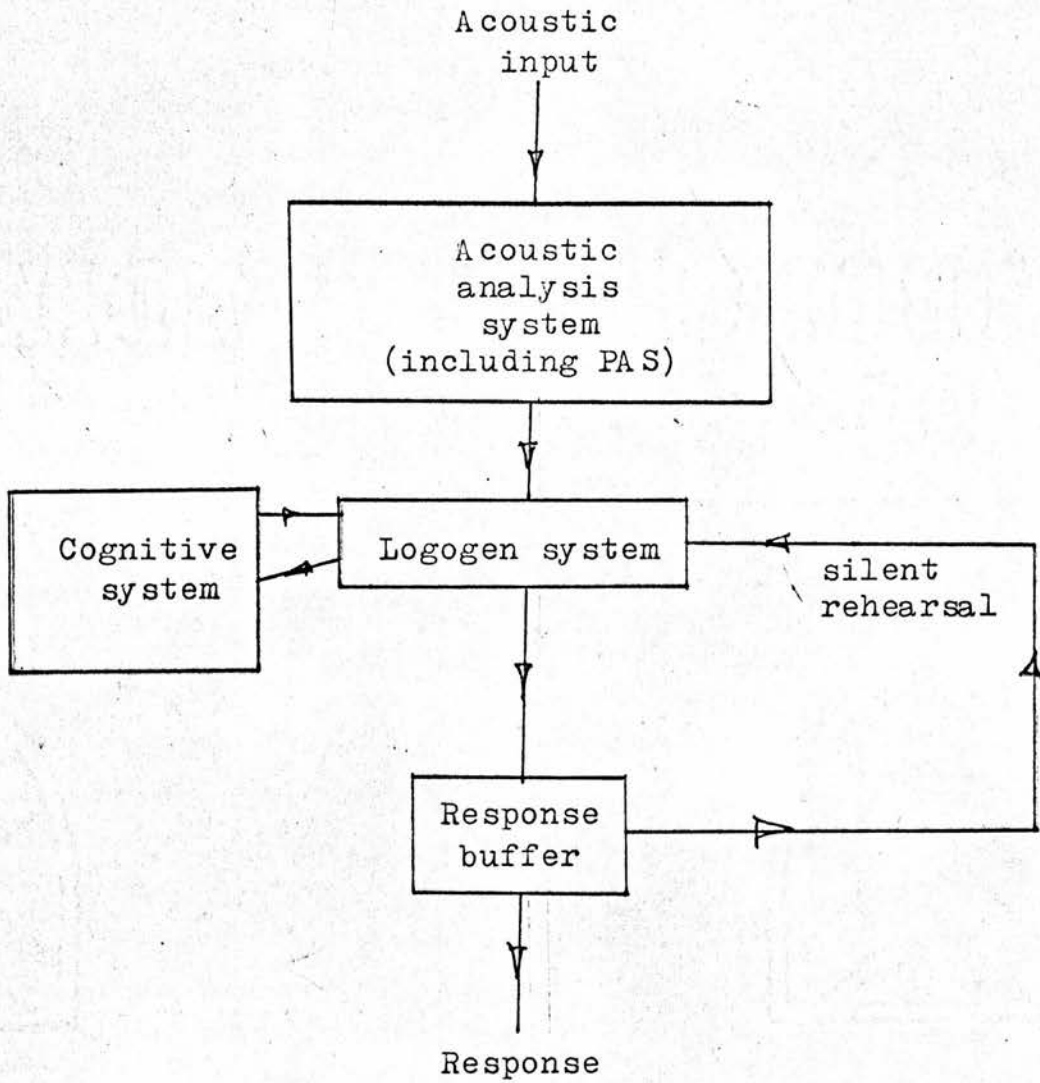 Acoustic
input
Acoustic
analysis
system
(including PAS)
Cognitive
system
Logogen system
silent
rehearsal
Response
buffer
Response